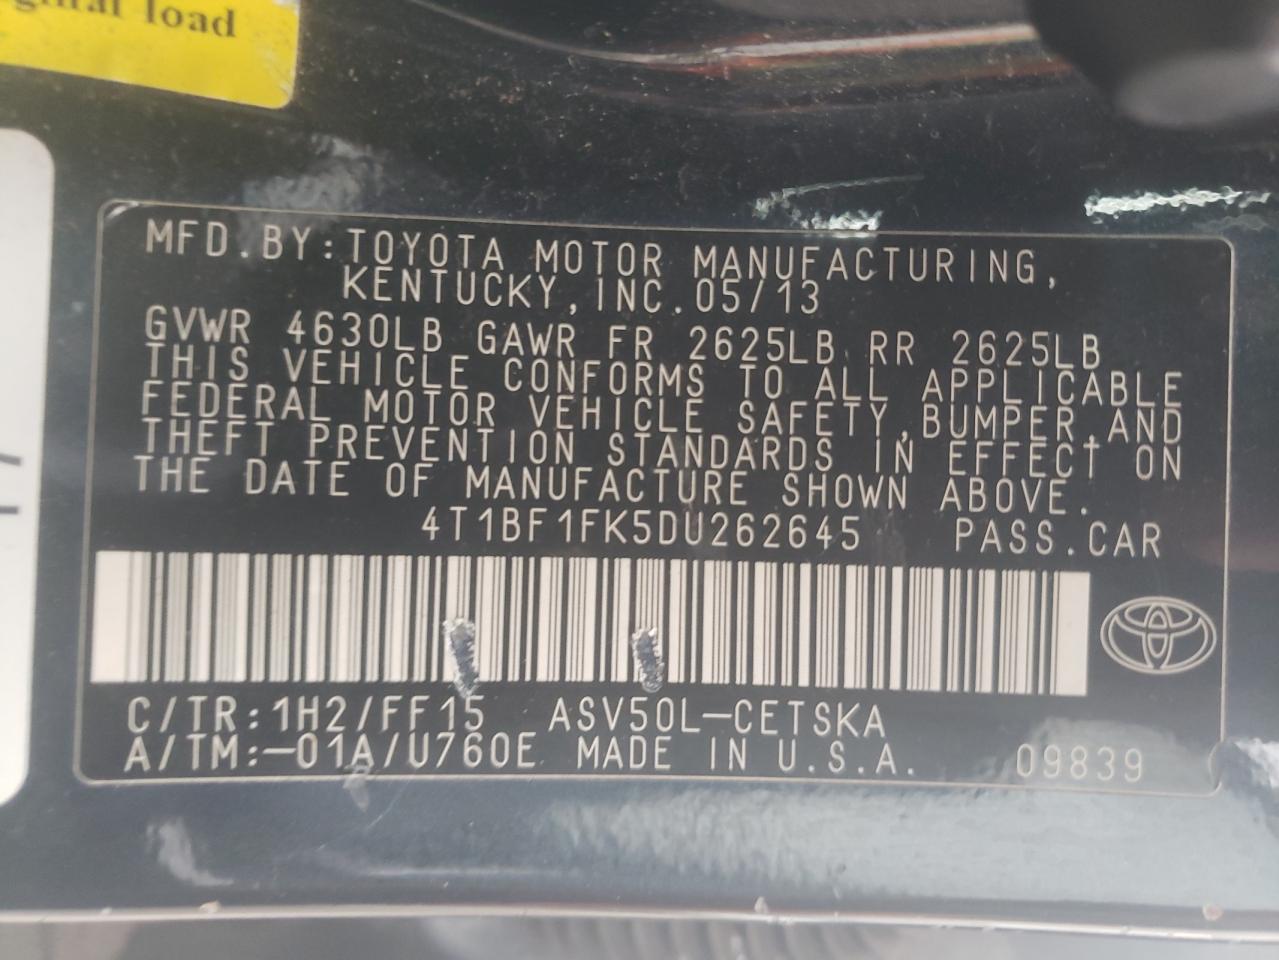 load
MFD.BY:TOYOTA MOTOR MANUFACTURING,
KENTUCKY,INC.05/13
GVWR 4630LB GAWR FR 2625LB RR 2625LB
THIS VEHICLE CONFORMS TO ALL APPLICABLE
FEDERAL MOTOR VEHICLE SAFETY,BUMPER,AND
THEFT PREVENTION STANDARDS IN EFFECT ON
THE DATE OF MANUFACTURE SHOWN ABOVE.
4T1BF1FK5DU262645 PASS.CAR
C/TR:1H2/FF15 ASV50L-CETSKA
A/TM:-01A/U760E MADE IN U.S.A. 09839